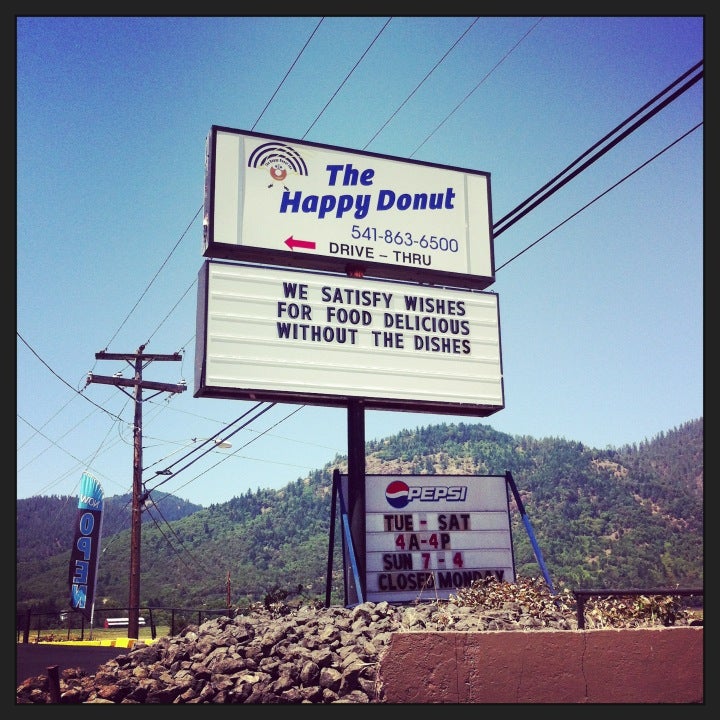 The
Happy Donut
541-863-6500
DRIVE - THRU
WE SATISFY WISHES
FOR FOOD DELICIOUS
WITHOUT THE DISHES
PEPSI
TUE - SAT
4A-4P
SUN 7-4
CLOSED MONDAY
OPEN